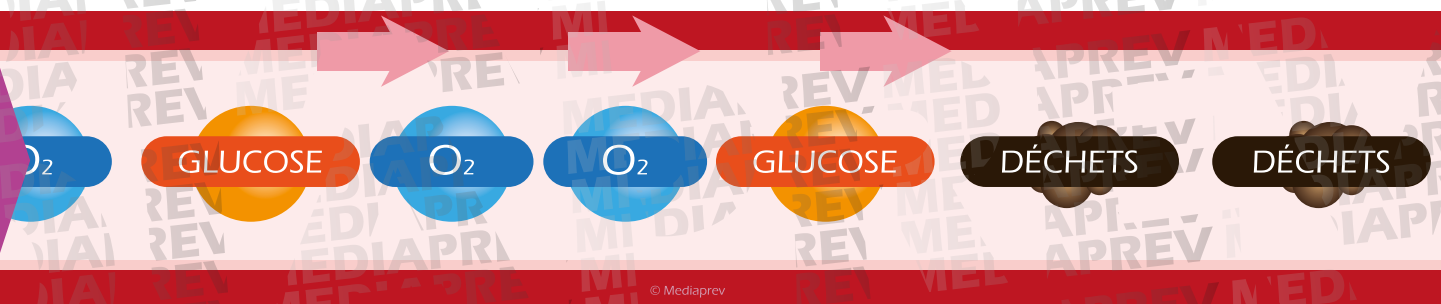 O2
GLUCOSE
O2
O2
GLUCOSE
DÉCHETS
DÉCHETS
© Mediaprev